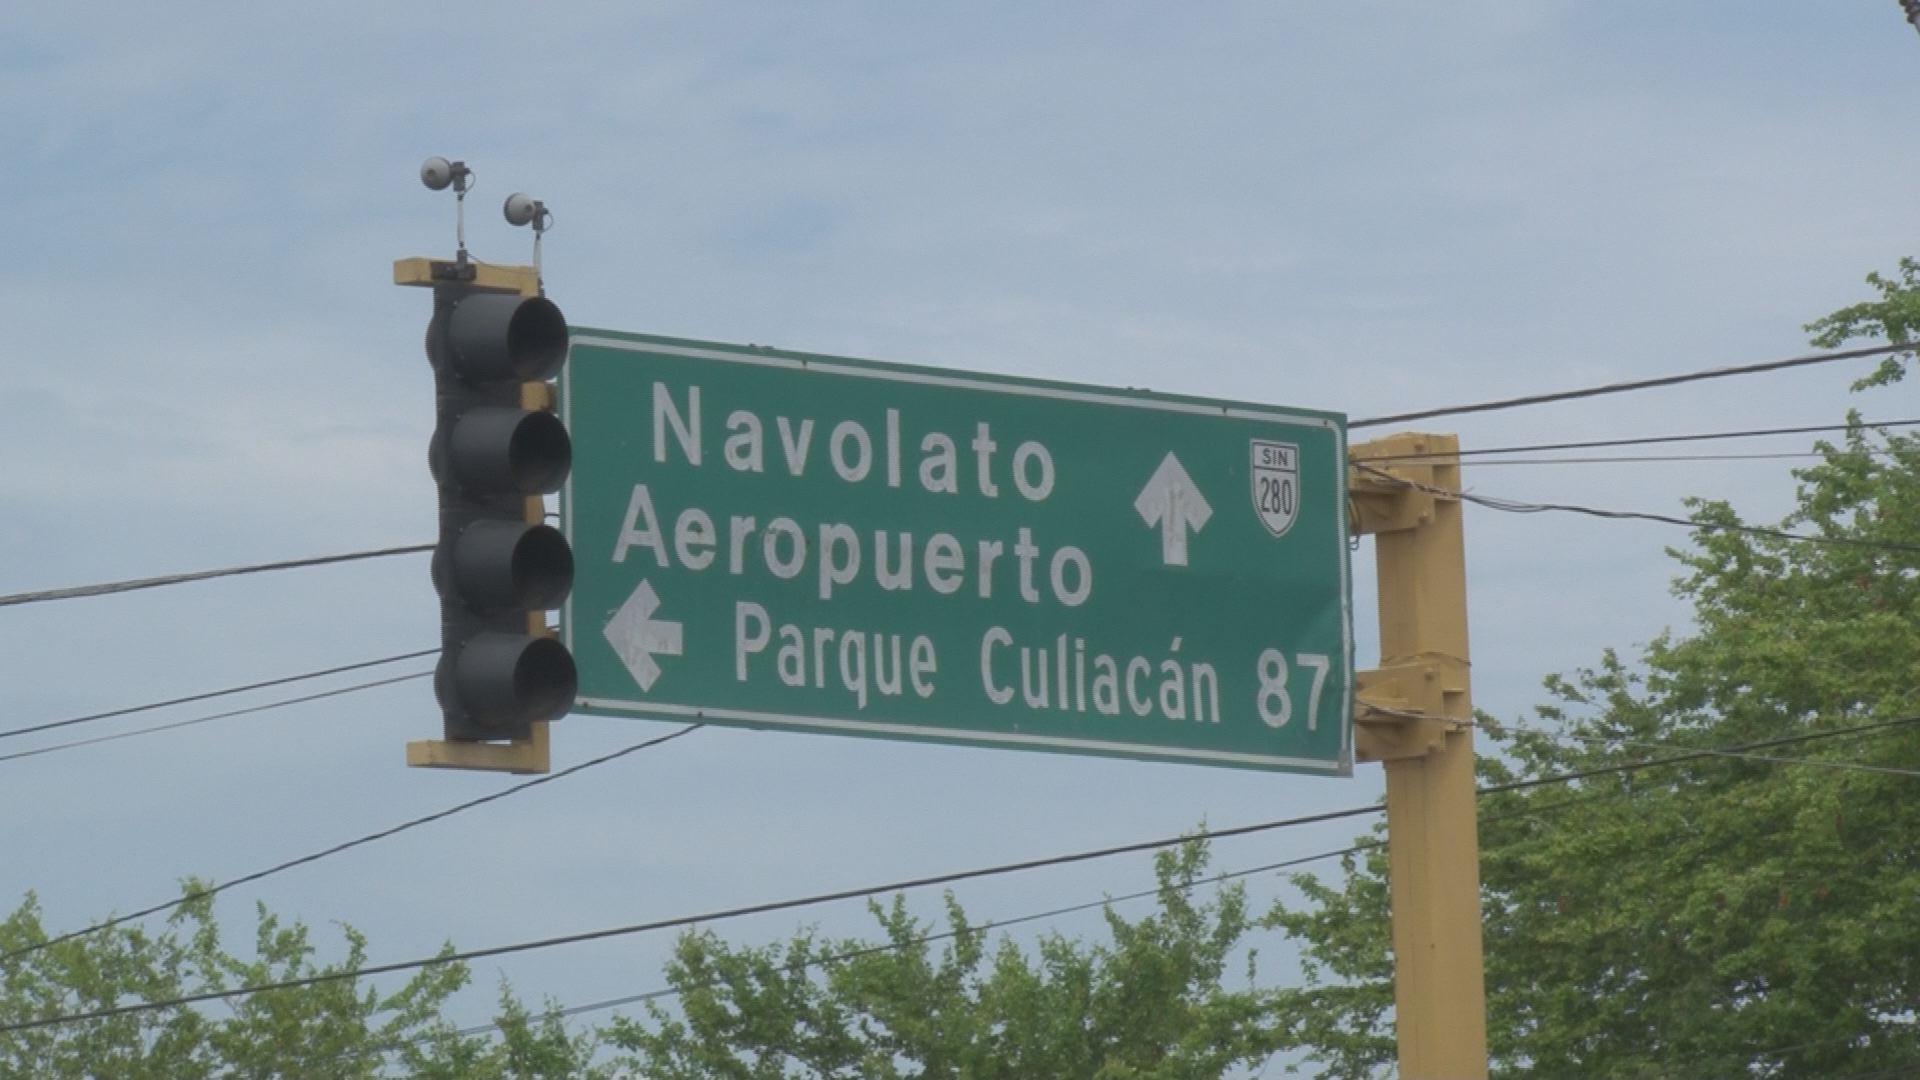 Navolato
Aeropuerto
SIN
280
Parque Culiacán 87